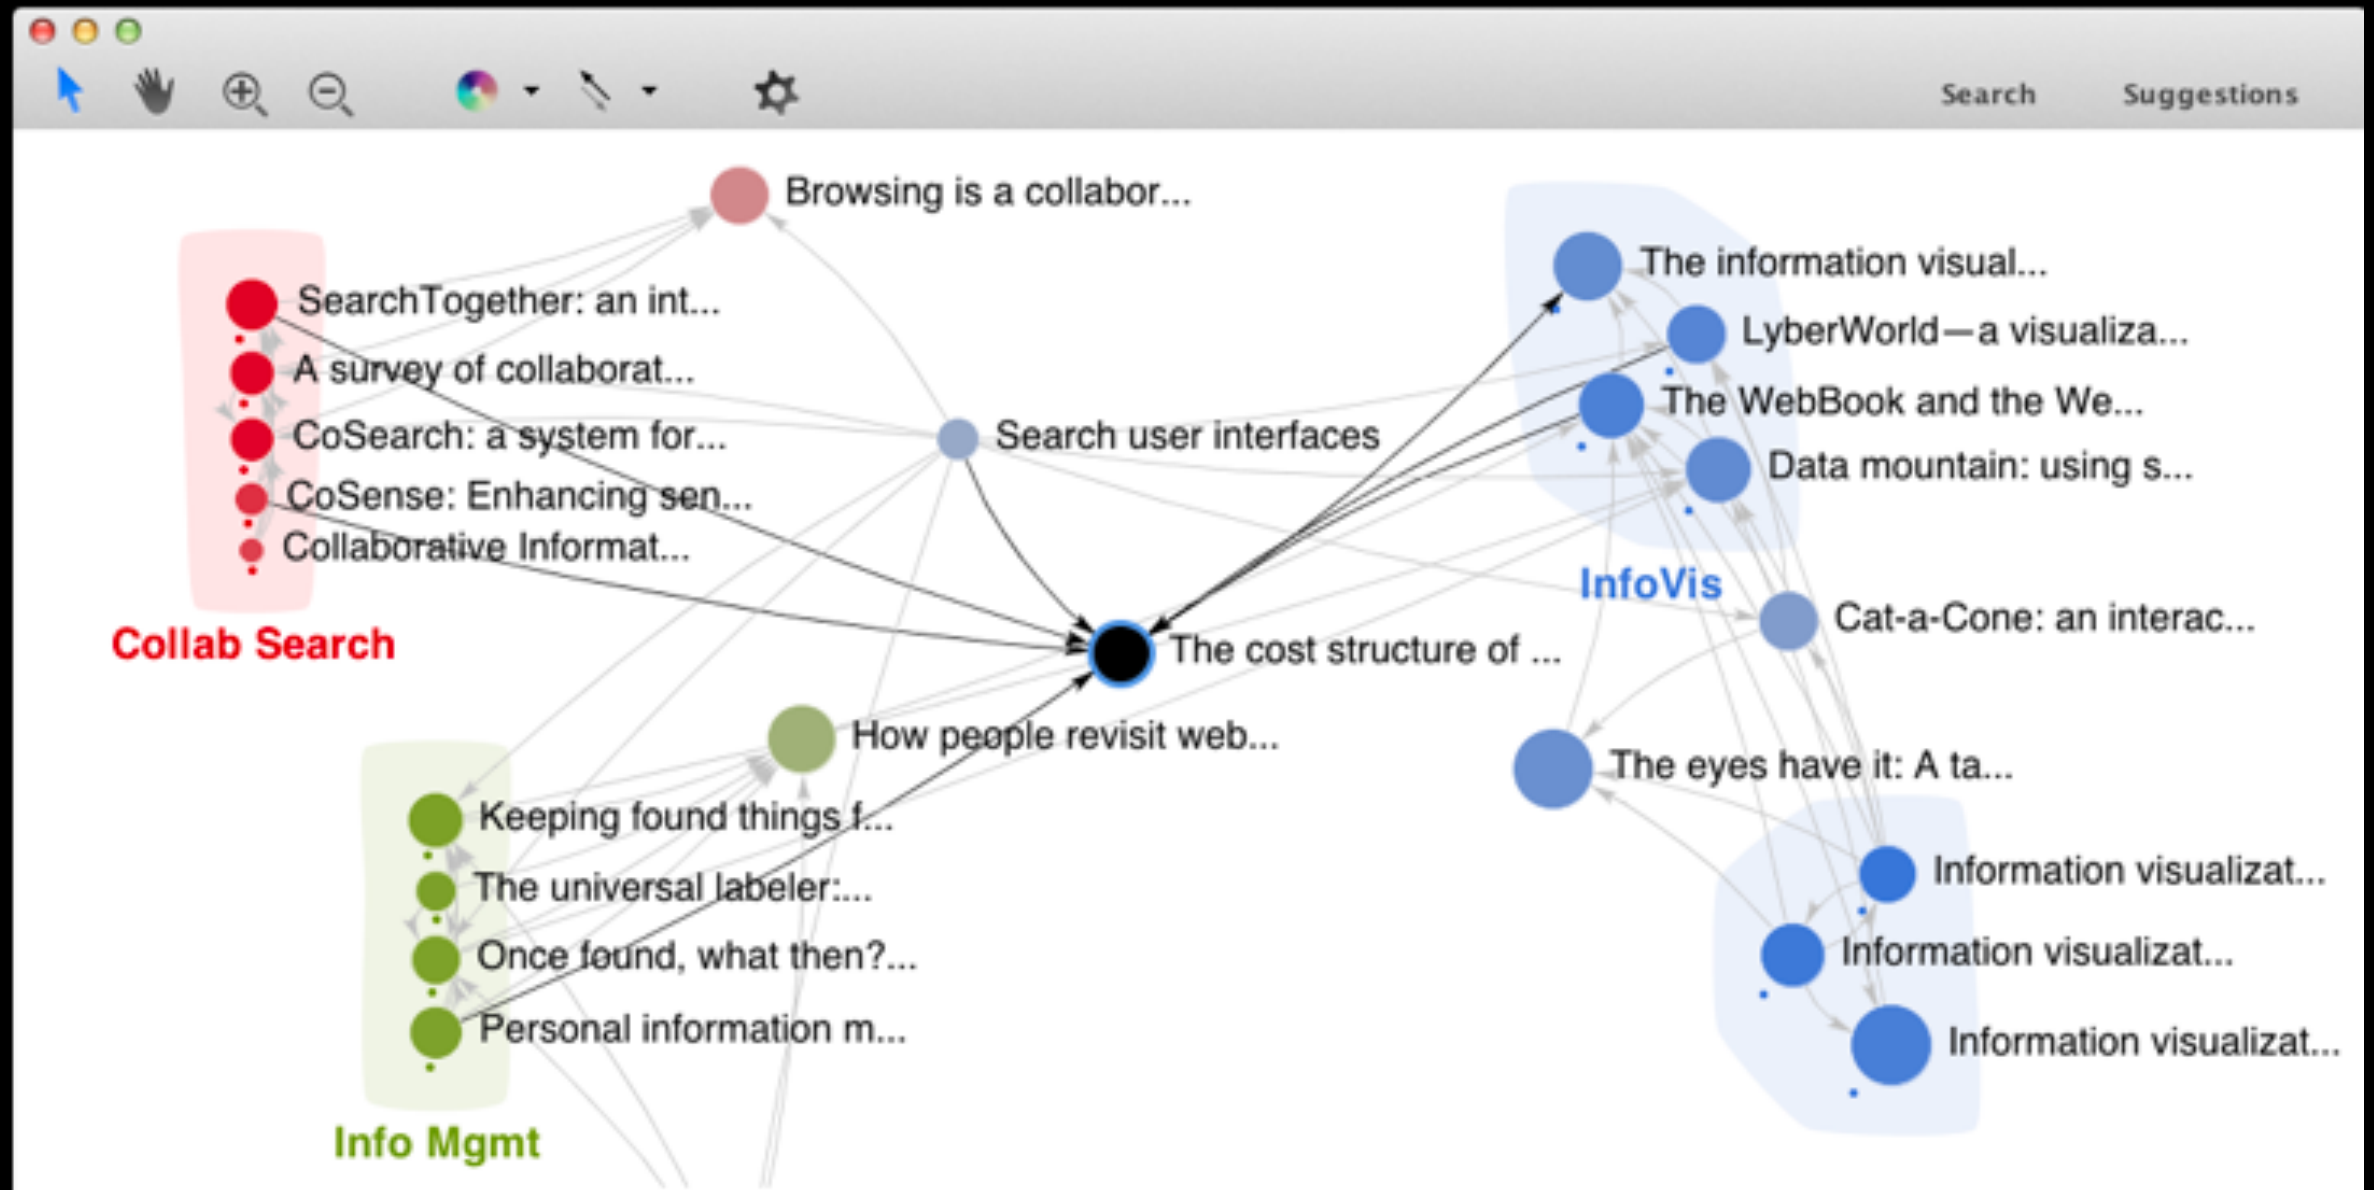 Search
Suggestions
Browsing is a collabor...
SearchTogether: an int...
A survey of collaborat...
CoSearch: a system for...
CoSense: Enhancing sen...
Collaborative Informat...
Collab Search
Search user interfaces
The information visual...
LyberWorld—a visualiza...
The WebBook and the We...
Data mountain: using s...
InfoVis
Cat-a-Cone: an interac...
The cost structure of ...
How people revisit web...
The eyes have it: A ta...
Keeping found things f...
The universal labeler:...
Once found, what then?...
Personal information m...
Info Mgmt
Information visualizat...
Information visualizat...
Information visualizat...